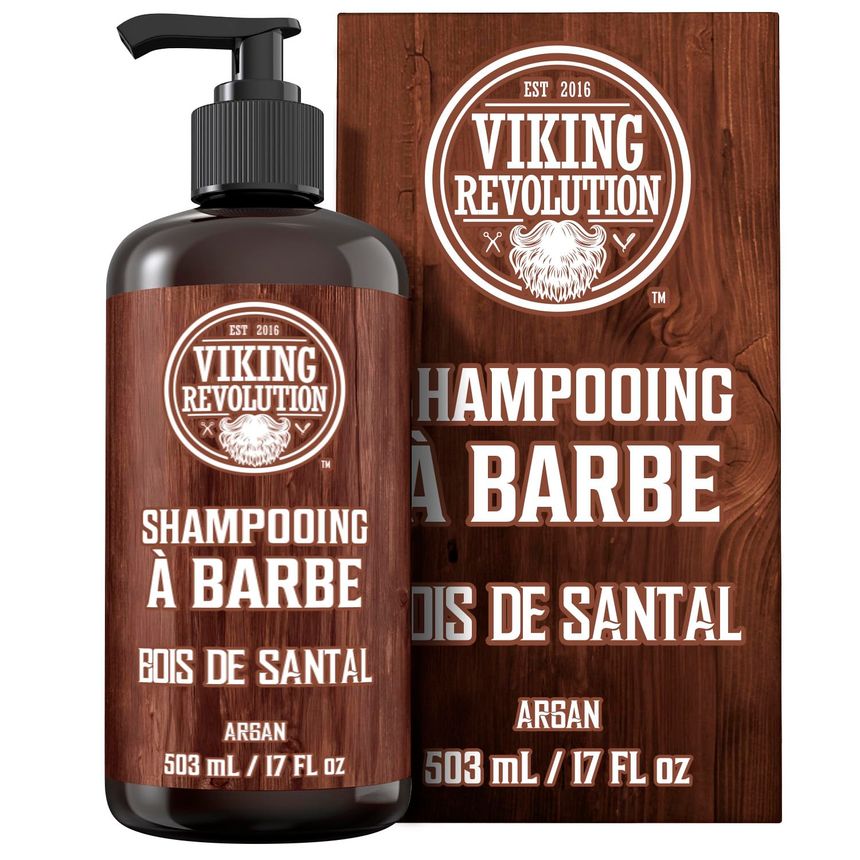 EST 2016
VIKING
REVOLUTION
TM
SHAMPOOING
À BARBE
BOIS DE SANTAL
ARGAN
503 mL / 17 FL oz
EST 2016
VIKING
REVOLUTION
TM
SHAMPOOING
À BARBE
BOIS DE SANTAL
ARGAN
503 mL / 17 FL oz